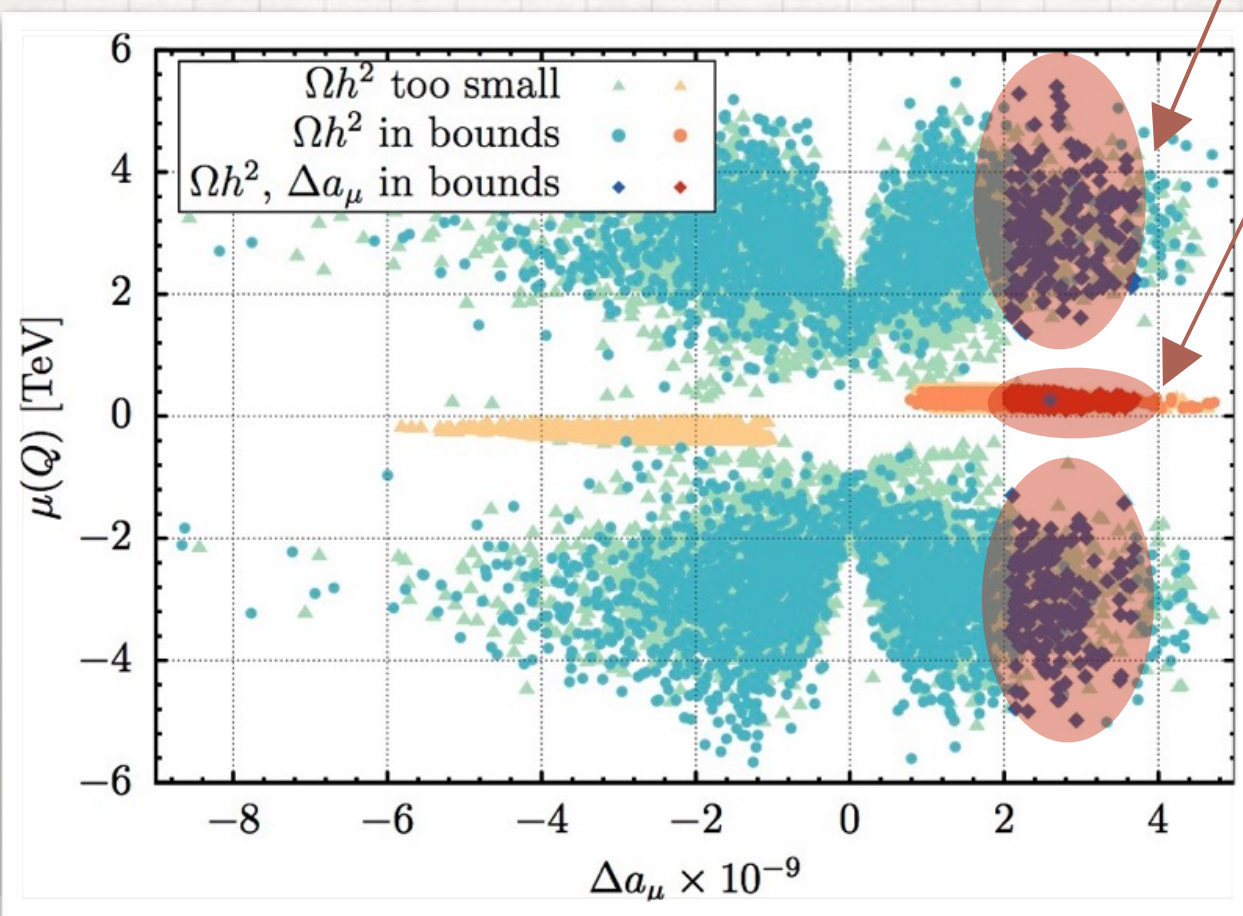 6
4
2
0
−2
−4
−6
μ(Q) [TeV]
Ωh² too small
Ωh² in bounds
Ωh², Δaμ in bounds
−8 −6 −4 −2 0 2 4
Δaμ × 10⁻⁹